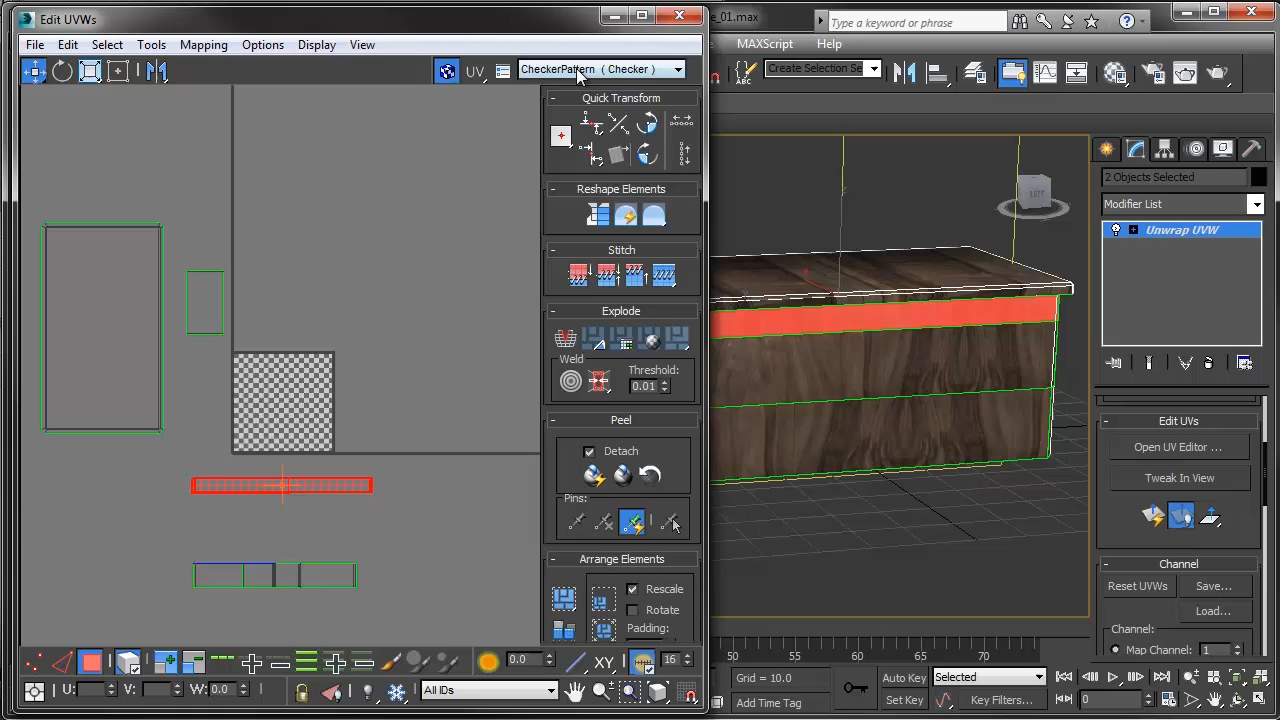 Edit UVWs
e_01.max
Type a keyword or phrase
File Edit Select Tools Mapping Options Display View
MAXScript Help
UV CheckerPattern ( Checker )
Create Selection Se
Quick Transform
Reshape Elements
Stitch
Explode
Weld
Threshold:
0.01
Peel
Detach
Pins:
Arrange Elements
Rescale
Rotate
Padding:
LEFT
2 Objects Selected
Modifier List
Unwrap UVW
Edit UVs
Open UV Editor ...
Tweak In View
Channel
Reset UVWs Save...
Load...
Channel:
Map Channel: 1
0.0 XY 16
U: V: W: 0.0 All IDs
50 55 60 65 70
Grid = 10.0
Add Time Tag
Auto Key Selected
Set Key Key Filters...
0